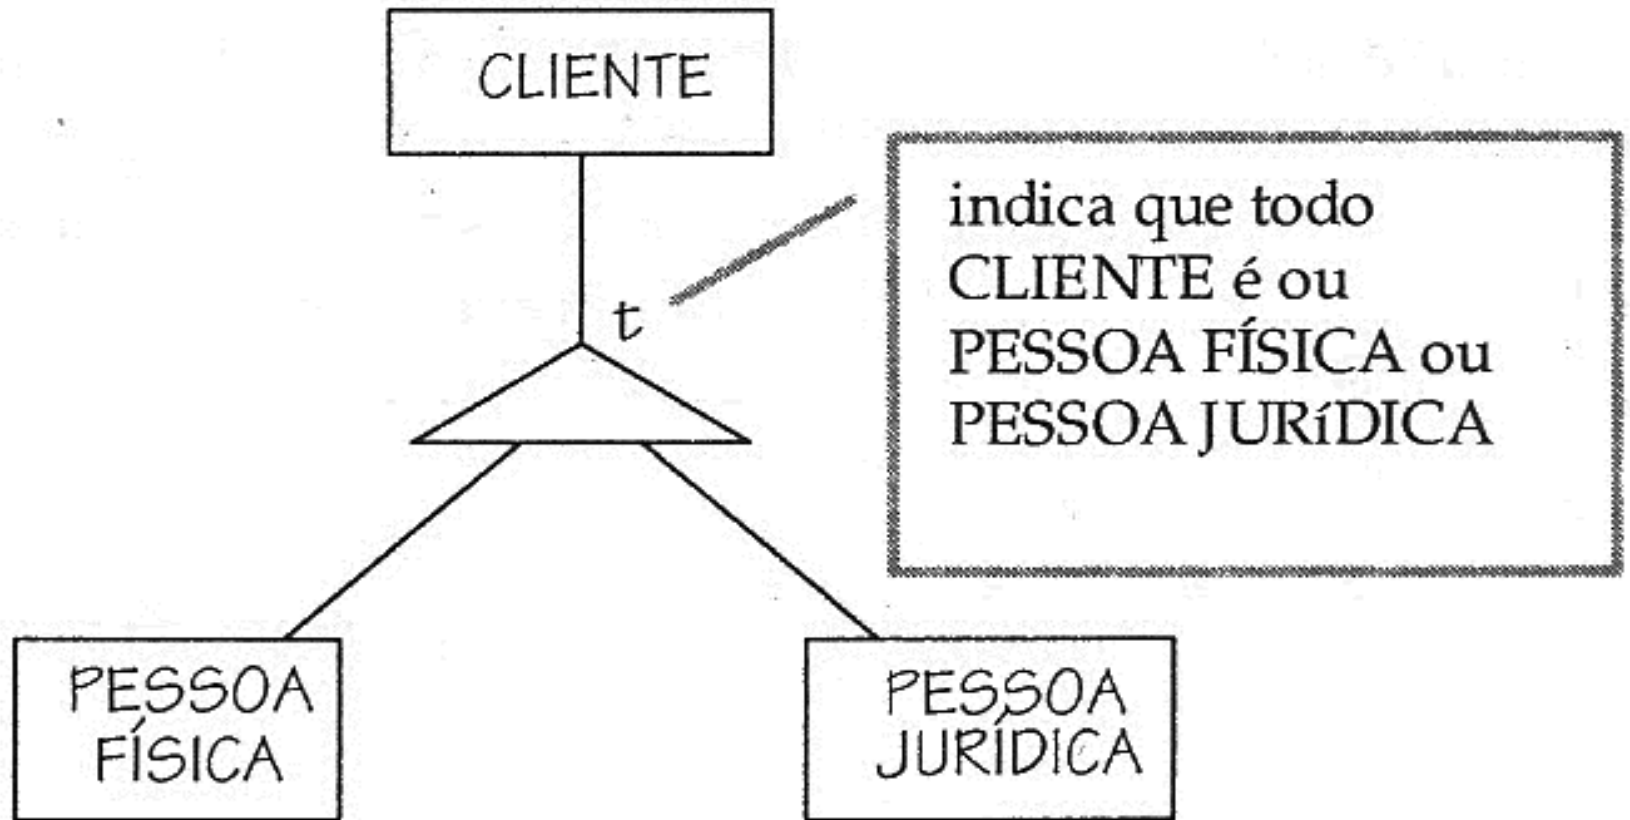 CLIENTE
t
indica que todo
CLIENTE é ou
PESSOA FÍSICA ou
PESSOA JURíDICA
PESSOA
FÍSICA
PESSOA
JURÍDICA